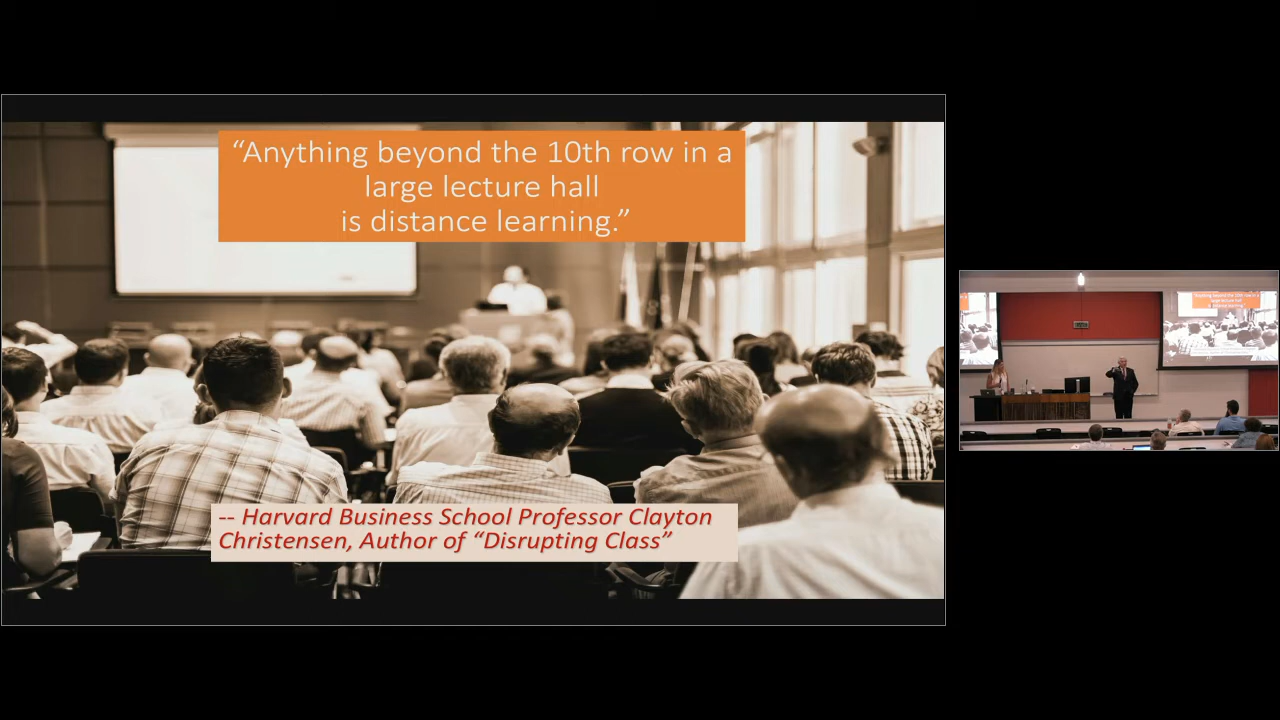 “Anything beyond the 10th row in a
large lecture hall
is distance learning.”
-- Harvard Business School Professor Clayton
Christensen, Author of “Disrupting Class”